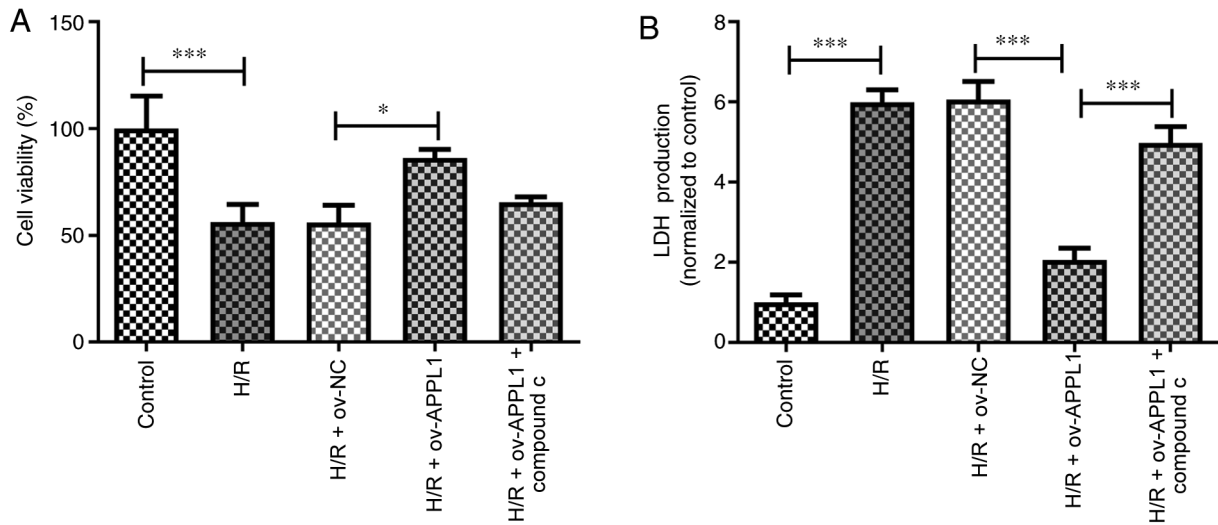 A
Cell viability (%)
150
100
50
0
***
*
Control
H/R
H/R + ov-NC
H/R + ov-APPL1
H/R + ov-APPL1 +
compound c
B
LDH production
(normalized to control)
8
6
4
2
0
***
***
***
Control
H/R
H/R + ov-NC
H/R + ov-APPL1
H/R + ov-APPL1 +
compound c